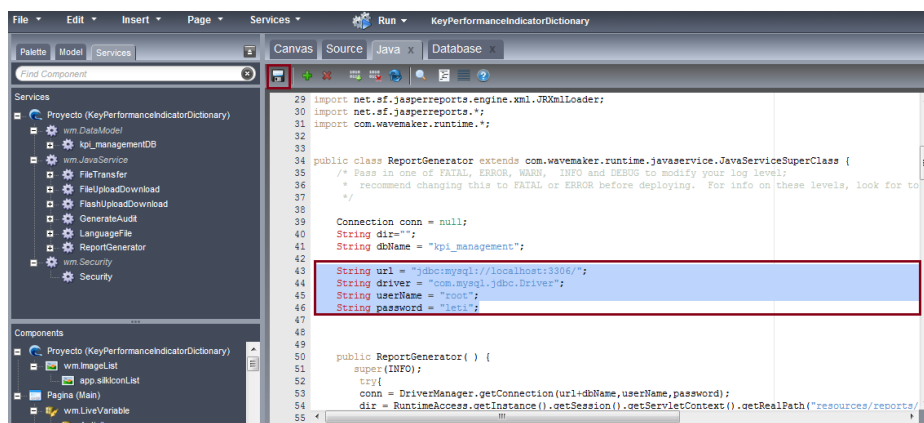 File Edit Insert Page Services Run KeyPerformanceIndicatorDictionary
Palette Model Services
Canvas Source Java x Database x
Find Component
Services
Proyecto (KeyPerformanceIndicatorDictionary)
wm.DataModel
kpi_managementDB
wm.JavaService
FileTransfer
FileUploadDownload
FlashUploadDownload
GenerateAudit
LanguageFile
ReportGenerator
wm.Security
Security
Components
Proyecto (KeyPerformanceIndicatorDictionary)
wm.ImageList
app.silkIconList
Pagina (Main)
wm.LiveVariable
29 import net.sf.jasperreports.engine.xml.JRXmlLoader;
30 import net.sf.jasperreports.*;
31 import com.wavemaker.runtime.*;
32
33
34 public class ReportGenerator extends com.wavemaker.runtime.javaservice.JavaServiceSuperClass {
35 /* Pass in one of FATAL, ERROR, WARN, INFO and DEBUG to modify your log level;
36 * recommend changing this to FATAL or ERROR before deploying. For info on these levels, look for to
37 */
38
39 Connection conn = null;
40 String dir="";
41 String dbName = "kpi_management";
42
43 String url = "jdbc:mysql://localhost:3306/";
44 String driver = "com.mysql.jdbc.Driver";
45 String userName = "root";
46 String password = "leti";
47
48
49
50 public ReportGenerator( ) {
51 super(INFO);
52 try{
53 conn = DriverManager.getConnection(url+dbName,userName,password);
54 dir = RuntimeAccess.getInstance().getSession().getServletContext().getRealPath("resources/reports/
55